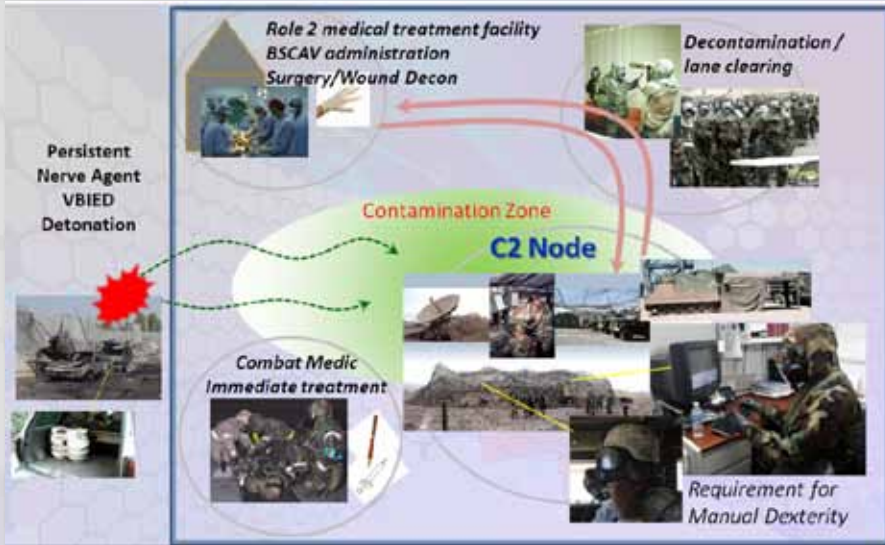 Role 2 medical treatment facility
BSCAV administration
Surgery/Wound Decon
Decontamination /
lane clearing
Persistent
Nerve Agent
VBIED
Detonation
Contamination Zone
C2 Node
Combat Medic
Immediate treatment
Requirement for
Manual Dexterity